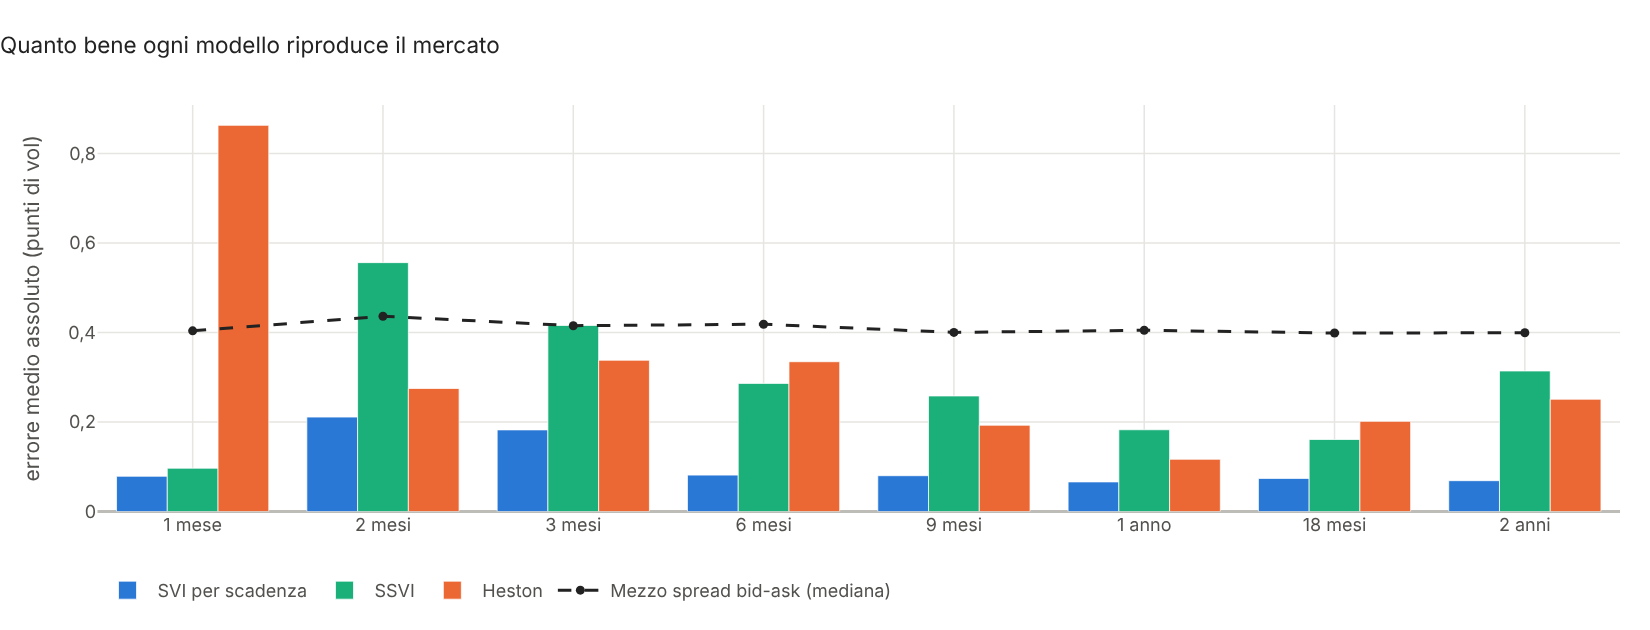 Quanto bene ogni modello riproduce il mercato
errore medio assoluto (punti di vol)
0,8
0,6
0,4
0,2
0
1 mese 2 mesi 3 mesi 6 mesi 9 mesi 1 anno 18 mesi 2 anni
SVI per scadenza SSVI Heston Mezzo spread bid-ask (mediana)